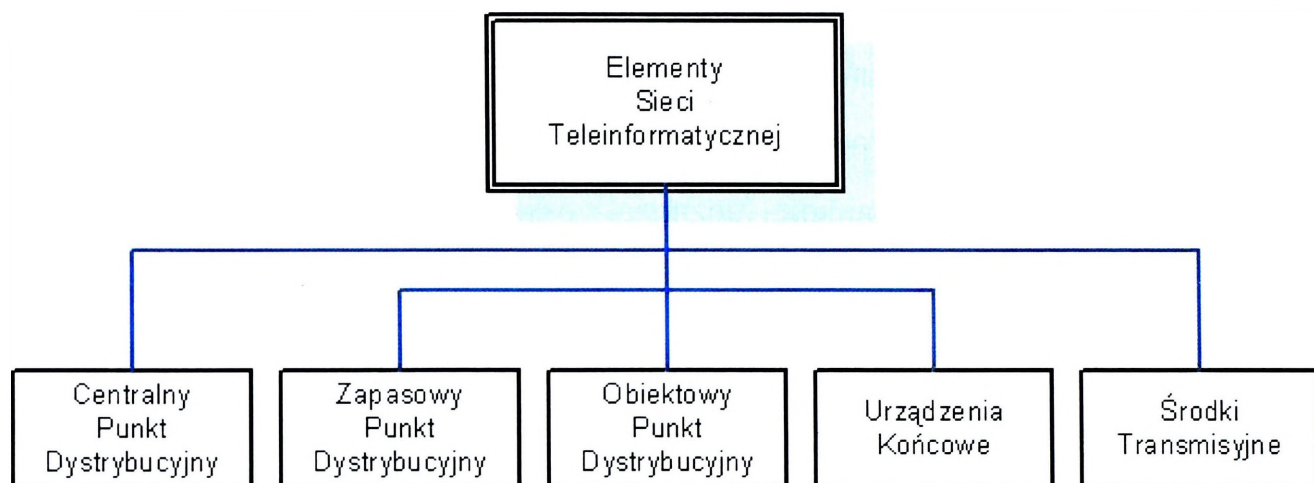 Elementy
Sieci
Teleinformatycznej
Centralny
Punkt
Dystrybucyjny
Zapasowy
Punkt
Dystrybucyjny
Obiektowy
Punkt
Dystrybucyjny
Urządzenia
Końcowe
Środki
Transmisyjne